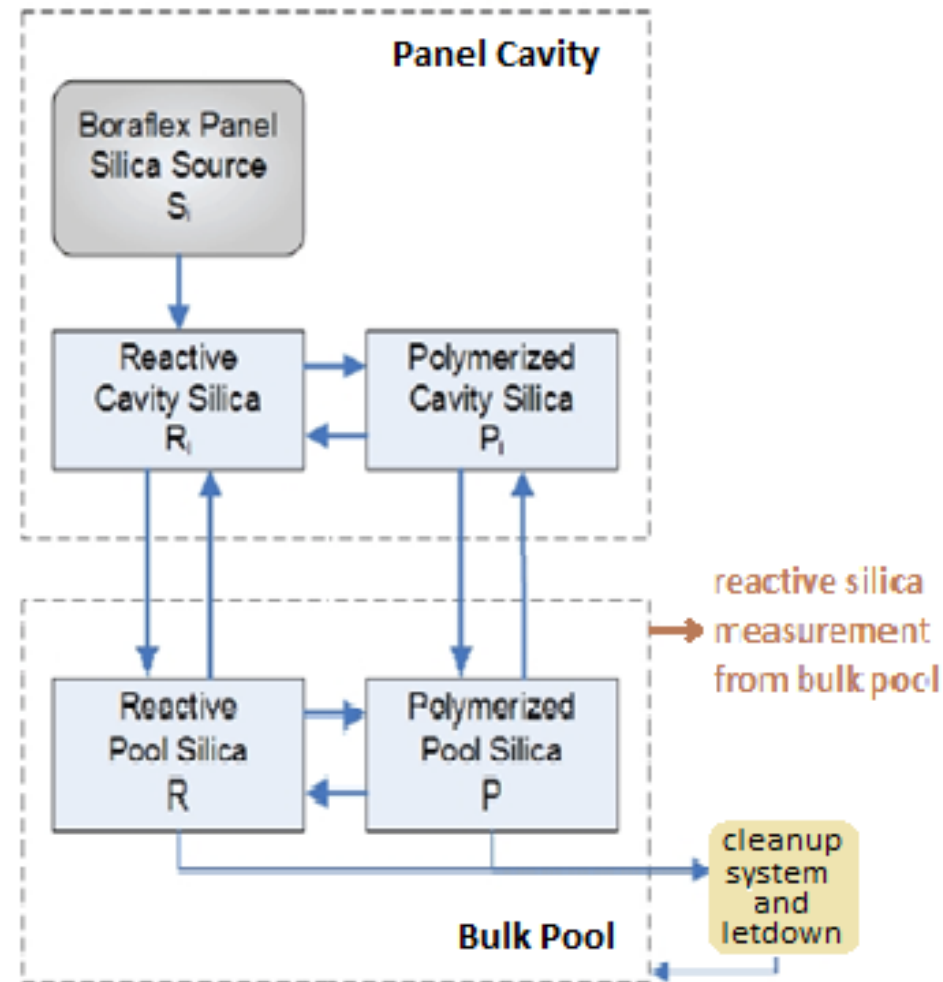 Panel Cavity
Boraflex Panel
Silica Source
Sᵢ
Reactive
Cavity Silica
Rᵢ
Polymerized
Cavity Silica
Pᵢ
reactive silica
measurement
from bulk pool
Reactive
Pool Silica
R
Polymerized
Pool Silica
P
cleanup
system
and
letdown
Bulk Pool